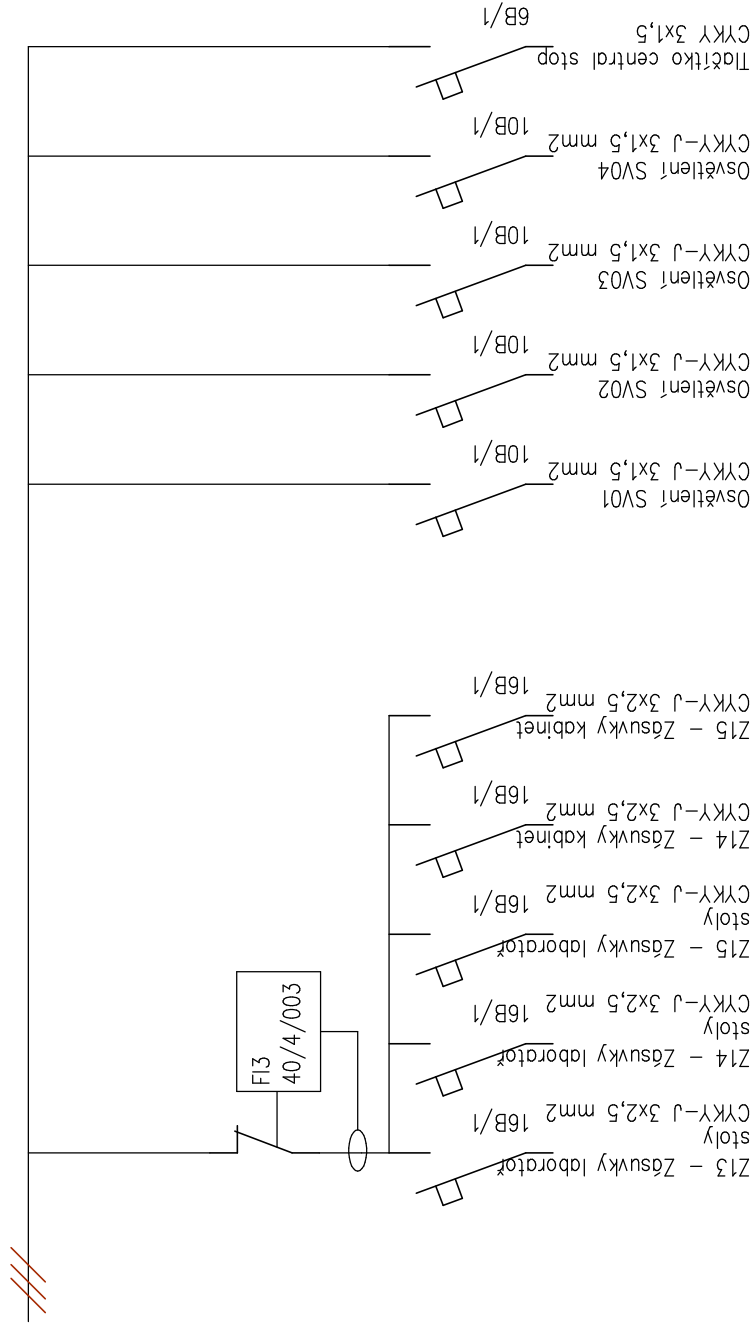 Z13 – Zásuvky laboratoř
stoly
CYKY–J 3x2,5 mm2
16B/1
FI3
40/4/003
Z14 – Zásuvky laboratoř
stoly
CYKY–J 3x2,5 mm2
16B/1
Z15 – Zásuvky laboratoř
stoly
CYKY–J 3x2,5 mm2
16B/1
Z14 – Zásuvky kabinet
CYKY–J 3x2,5 mm2
16B/1
Z15 – Zásuvky kabinet
CYKY–J 3x2,5 mm2
16B/1
Osvětlení SV01
CYKY–J 3x1,5 mm2
10B/1
Osvětlení SV02
CYKY–J 3x1,5 mm2
10B/1
Osvětlení SV03
CYKY–J 3x1,5 mm2
10B/1
Osvětlení SV04
CYKY–J 3x1,5 mm2
10B/1
Tlačítko central stop
CYKY 3x1,5
6B/1